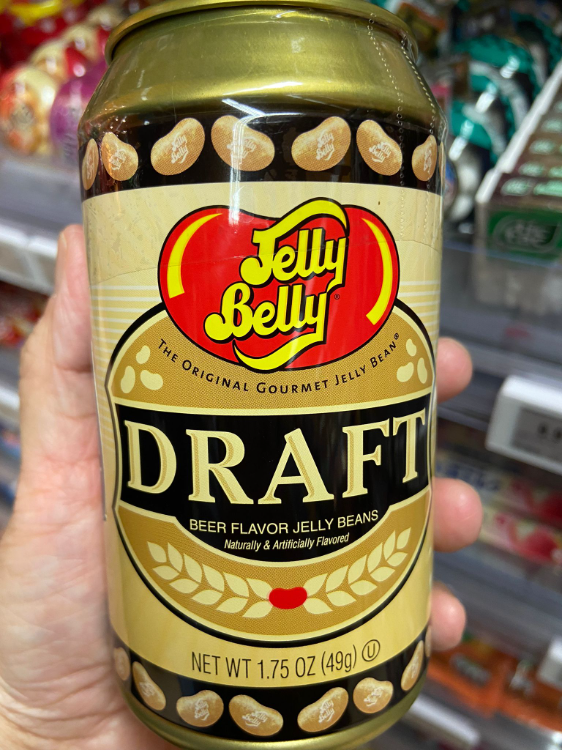 Jelly
Belly®
THE ORIGINAL GOURMET JELLY BEAN®
DRAFT
BEER FLAVOR JELLY BEANS
Naturally & Artificially Flavored
NET WT 1.75 OZ (49g) Ⓤ